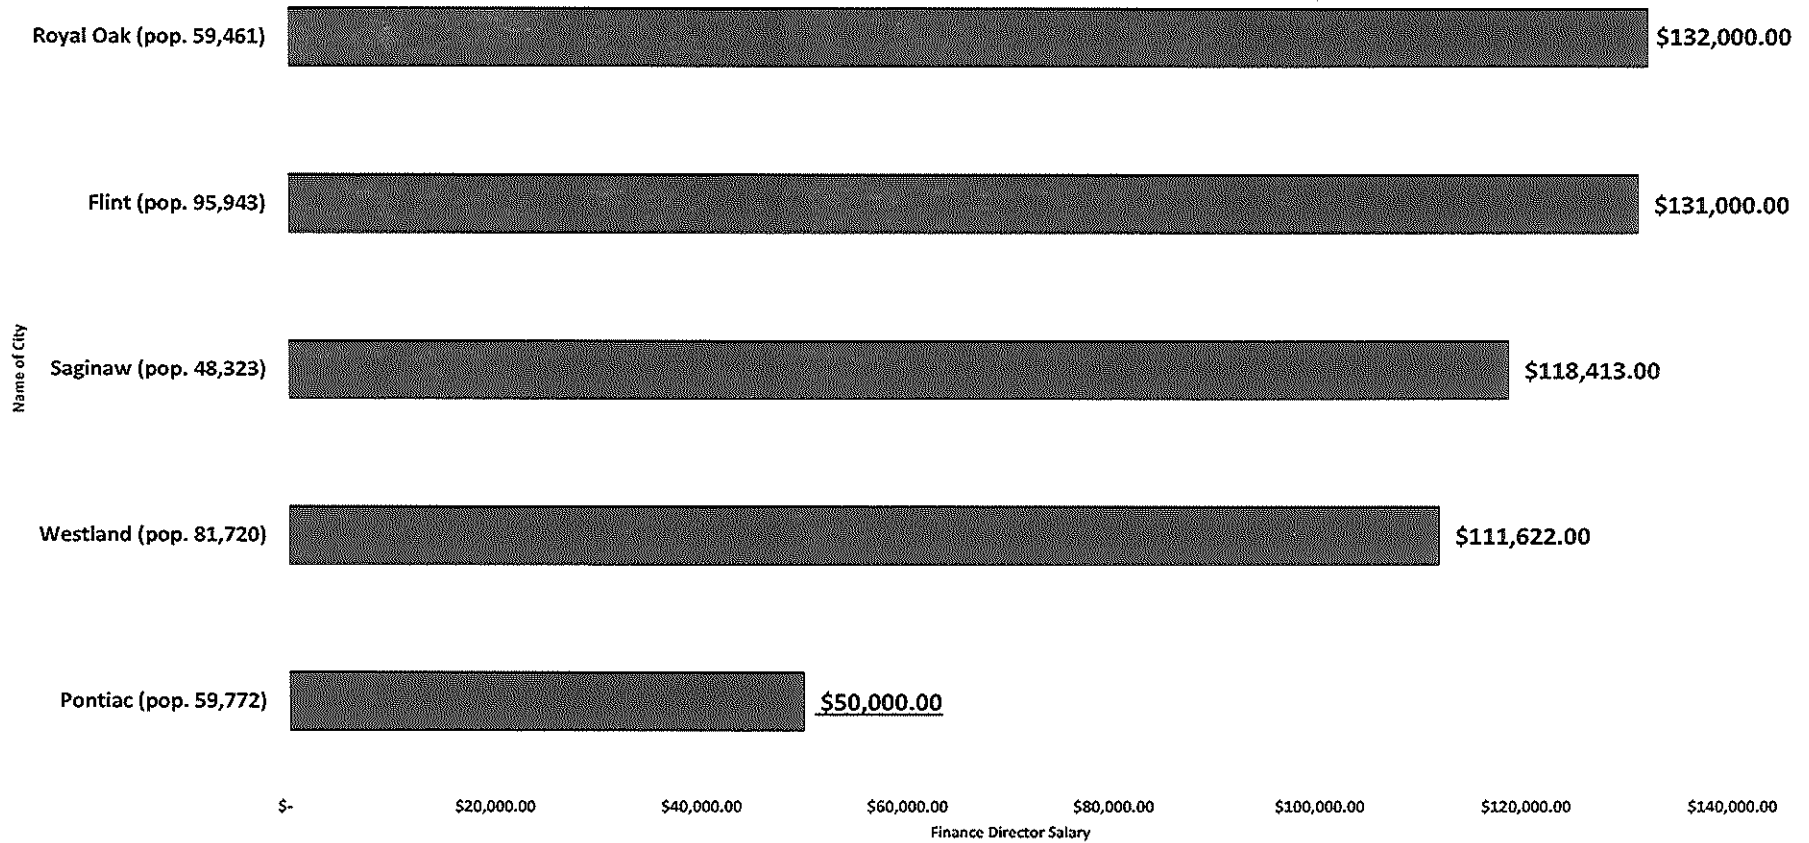 Royal Oak (pop. 59,461)
$132,000.00
Flint (pop. 95,943)
$131,000.00
Name of City
Saginaw (pop. 48,323)
$118,413.00
Westland (pop. 81,720)
$111,622.00
Pontiac (pop. 59,772)
$50,000.00
$- $20,000.00 $40,000.00 $60,000.00 $80,000.00 $100,000.00 $120,000.00 $140,000.00
Finance Director Salary